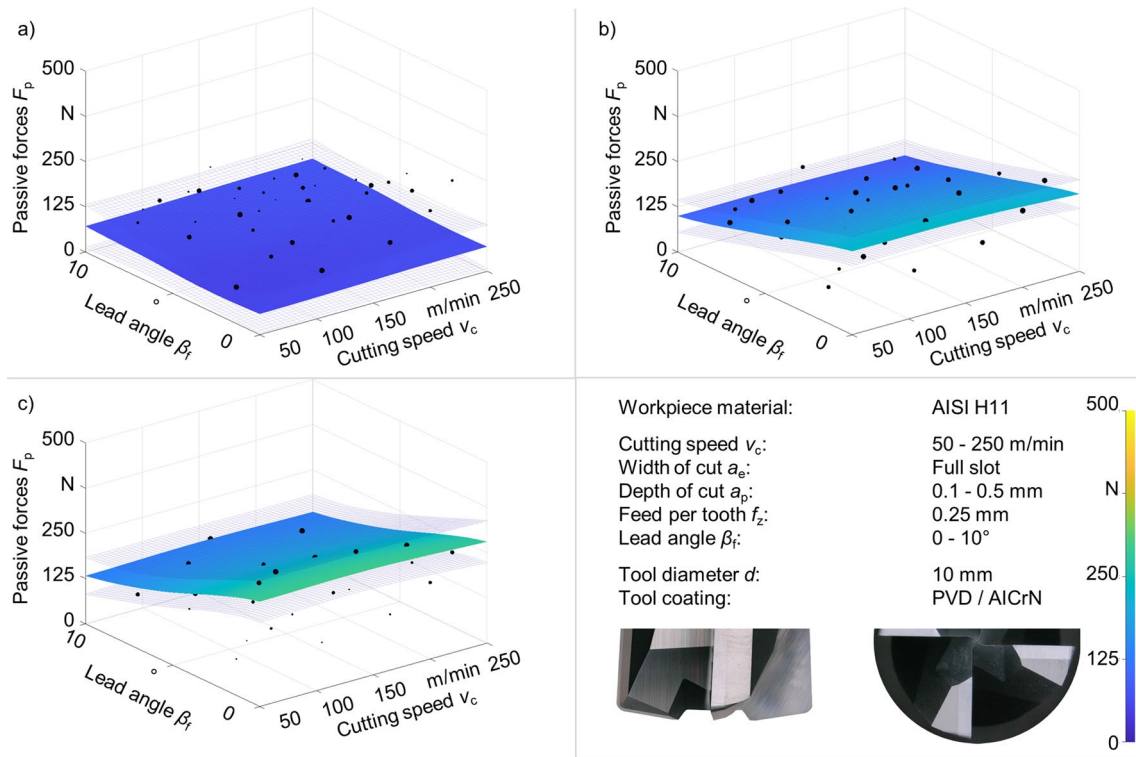 a)
Passive forces Fp
500
N
250
125
0
10
°
0
Lead angle βf
50
100
150
m/min
250
Cutting speed vc
b)
Passive forces Fp
500
N
250
125
0
10
°
0
Lead angle βf
50
100
150
m/min
250
Cutting speed vc
c)
Passive forces Fp
500
N
250
125
0
10
°
0
Lead angle βf
50
100
150
m/min
250
Cutting speed vc
Workpiece material: AISI H11
Cutting speed vc: 50 - 250 m/min
Width of cut ae: Full slot
Depth of cut ap: 0.1 - 0.5 mm
Feed per tooth fz: 0.25 mm
Lead angle βf: 0 - 10°
Tool diameter d: 10 mm
Tool coating: PVD / AlCrN
500
N
250
125
0